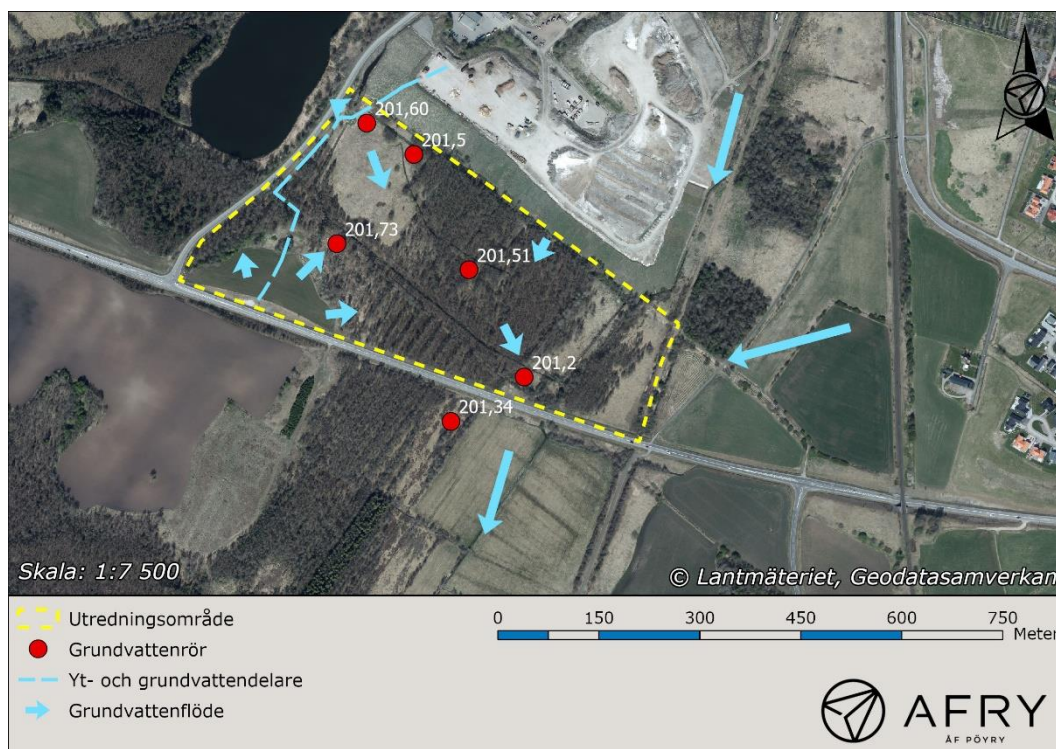 201,60
201,5
201,73
201,51
201,2
201,34
Skala: 1:7 500
© Lantmäteriet, Geodatasamverkan
Utredningsområde
Grundvattenrör
Yt- och grundvattendelare
Grundvattenflöde
0 150 300 450 600 750
Meter
AFRY
ÅF PÖYRY